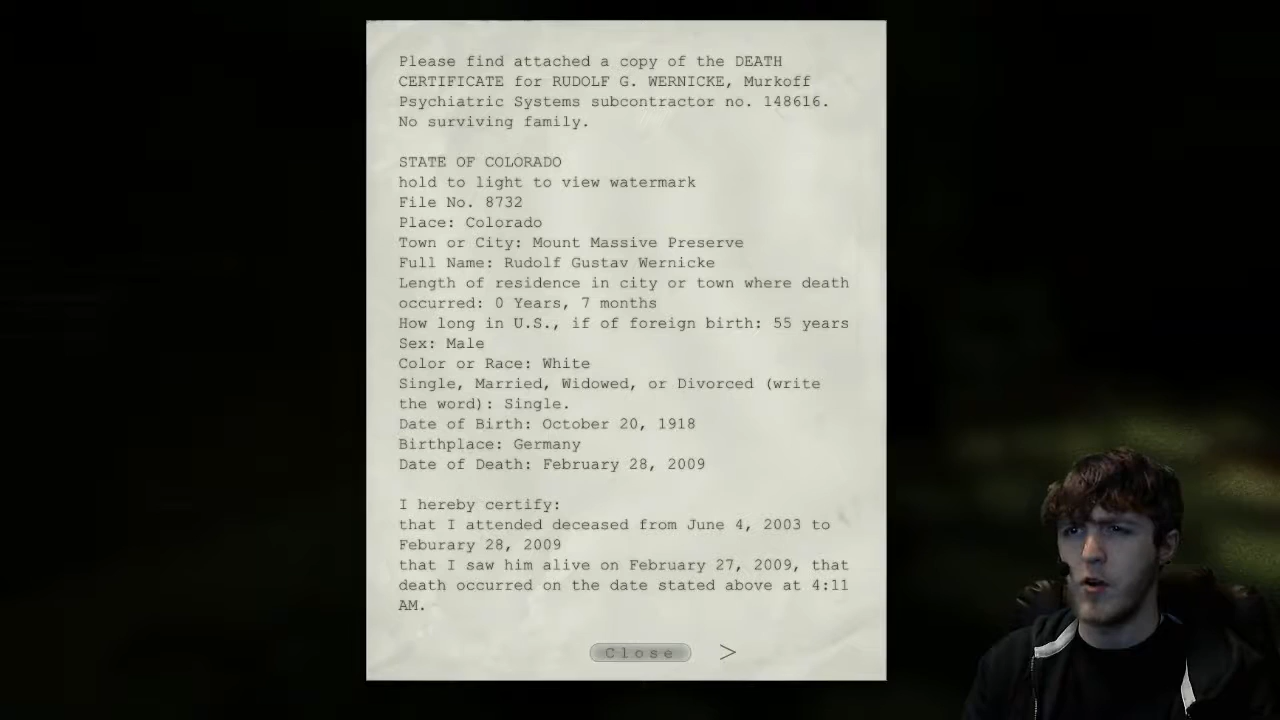 Please find attached a copy of the DEATH
CERTIFICATE for RUDOLF G. WERNICKE, Murkoff
Psychiatric Systems subcontractor no. 148616.
No surviving family.
STATE OF COLORADO
hold to light to view watermark
File No. 8732
Place: Colorado
Town or City: Mount Massive Preserve
Full Name: Rudolf Gustav Wernicke
Length of residence in city or town where death
occurred: 0 Years, 7 months
How long in U.S., if of foreign birth: 55 years
Sex: Male
Color or Race: White
Single, Married, Widowed, or Divorced (write
the word): Single.
Date of Birth: October 20, 1918
Birthplace: Germany
Date of Death: February 28, 2009
I hereby certify:
that I attended deceased from June 4, 2003 to
Feburary 28, 2009
that I saw him alive on February 27, 2009, that
death occurred on the date stated above at 4:11
AM.
Close >